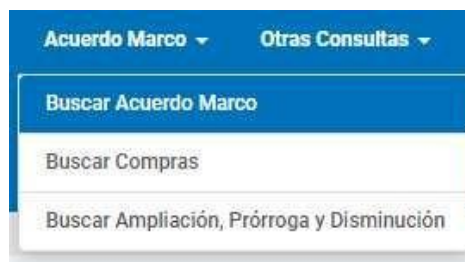 Acuerdo Marco Otras Consultas
Buscar Acuerdo Marco
Buscar Compras
Buscar Ampliación, Prórroga y Disminución